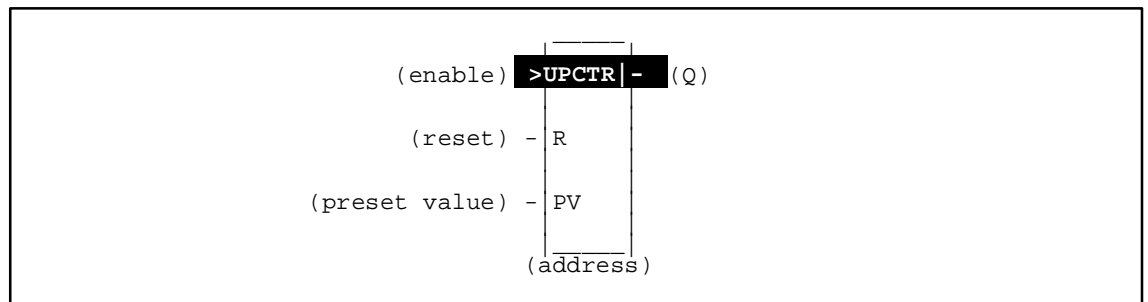 (enable) >UPCTR|- (Q)
(reset) - R
(preset value) - PV
(address)